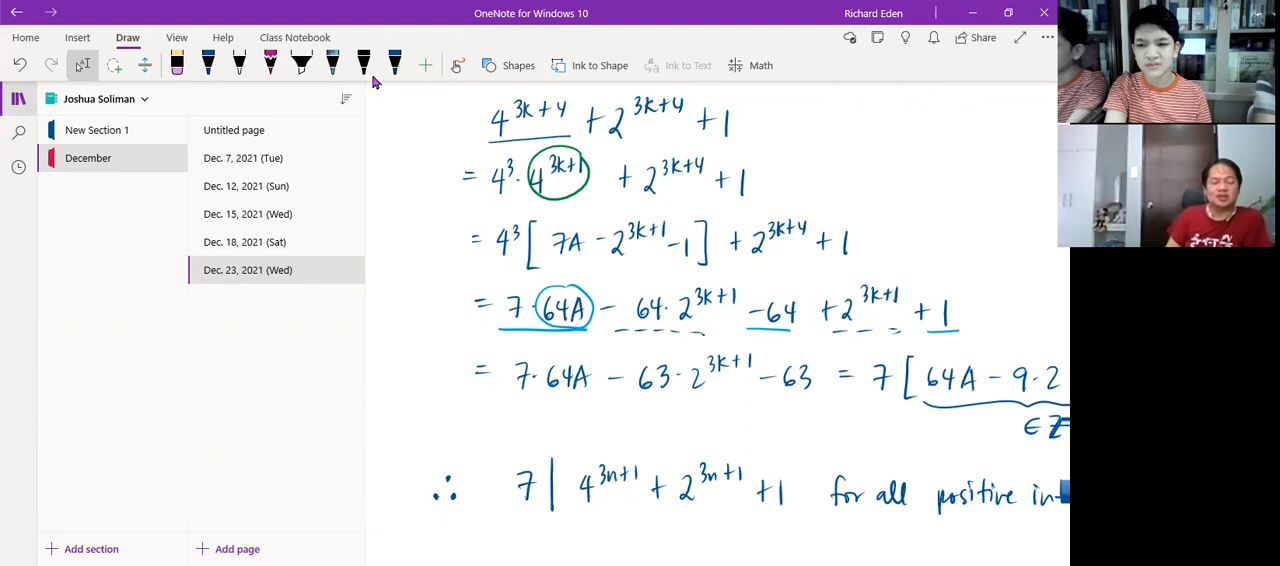 OneNote for Windows 10
Richard Eden
Home Insert Draw View Help Class Notebook
Share
Shapes Ink to Shape Ink to Text Math
Joshua Soliman
New Section 1
December
Untitled page
Dec. 7, 2021 (Tue)
Dec. 12, 2021 (Sun)
Dec. 15, 2021 (Wed)
Dec. 18, 2021 (Sat)
Dec. 23, 2021 (Wed)
Add section
Add page
4^{3k+4} + 2^{3k+4} + 1
= 4^3 · 4^{3k+1} + 2^{3k+4} + 1
= 4^3 [ 7A - 2^{3k+1} - 1 ] + 2^{3k+4} + 1
= 7 · 64A - 64 · 2^{3k+1} - 64 + 2^{3k+1} + 1
= 7 · 64A - 63 · 2^{3k+1} - 63 = 7 [ 64A - 9 · 2
∈ Z
∴ 7 | 4^{3n+1} + 2^{3n+1} + 1 for all positive int